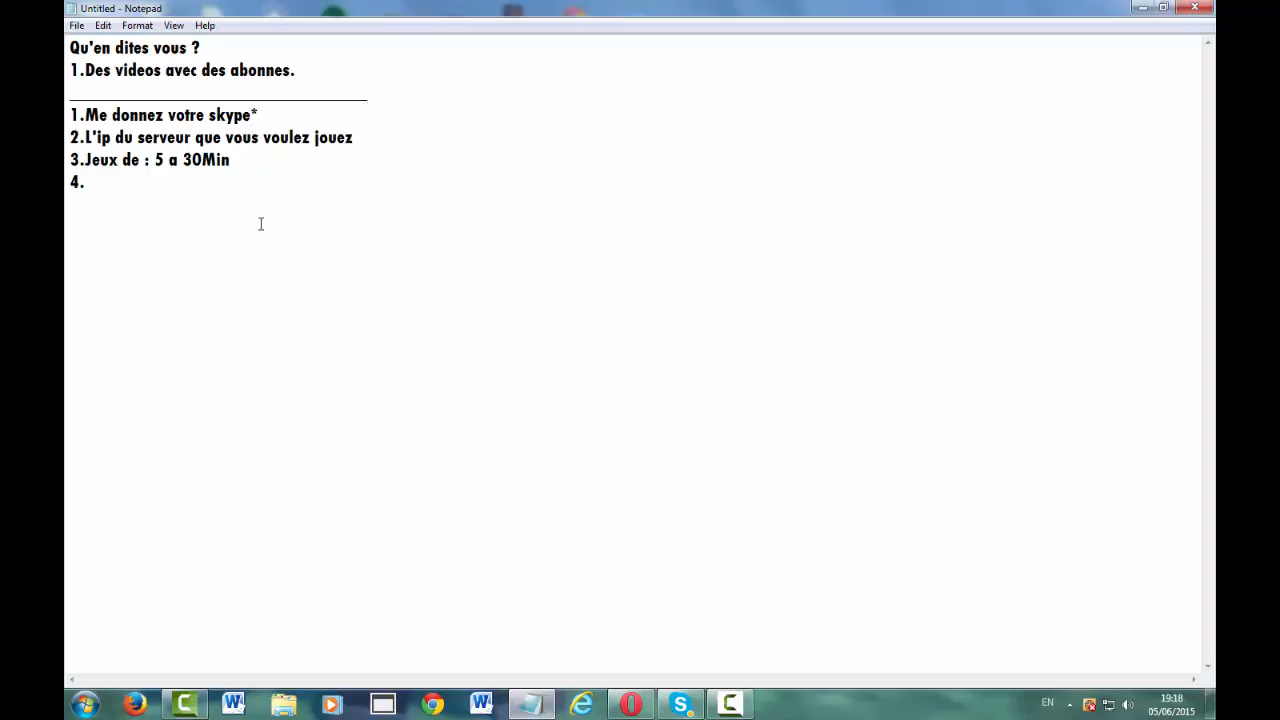 Untitled - Notepad
File Edit Format View Help
Qu'en dites vous ?
1.Des videos avec des abonnes.
1.Me donnez votre skype*
2.L'ip du serveur que vous voulez jouez
3.Jeux de : 5 a 30Min
4.
EN
19:18
05/06/2015